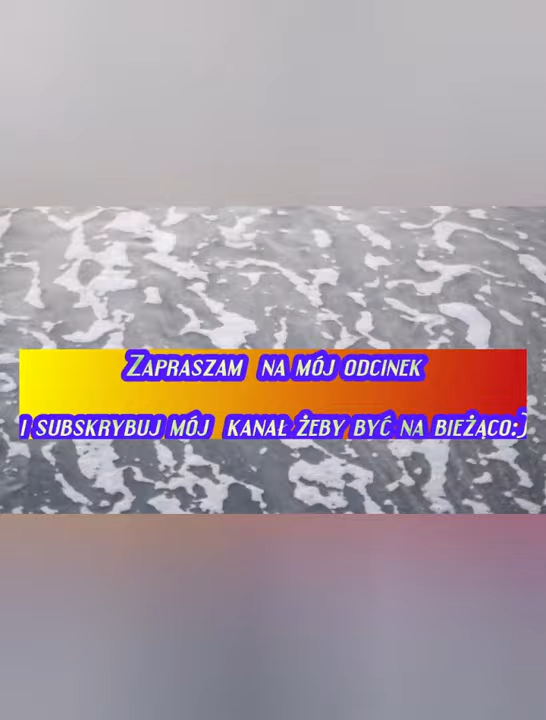 Zapraszam na mój odcinek
i subskrybuj mój kanał żeby być na bieżąco:)